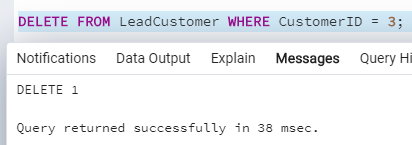 DELETE FROM LeadCustomer WHERE CustomerID = 3;
Notifications Data Output Explain Messages Query Hi
DELETE 1
Query returned successfully in 38 msec.